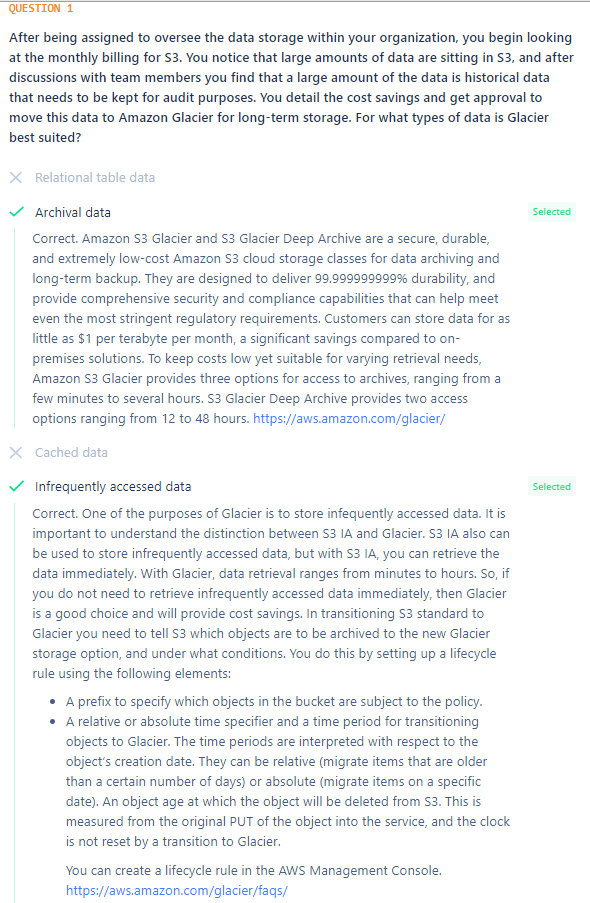 QUESTION 1
After being assigned to oversee the data storage within your organization, you begin looking
at the monthly billing for S3. You notice that large amounts of data are sitting in S3, and after
discussions with team members you find that a large amount of the data is historical data
that needs to be kept for audit purposes. You detail the cost savings and get approval to
move this data to Amazon Glacier for long-term storage. For what types of data is Glacier
best suited?
Relational table data
Archival data
Selected
Correct. Amazon S3 Glacier and S3 Glacier Deep Archive are a secure, durable,
and extremely low-cost Amazon S3 cloud storage classes for data archiving and
long-term backup. They are designed to deliver 99.999999999% durability, and
provide comprehensive security and compliance capabilities that can help meet
even the most stringent regulatory requirements. Customers can store data for as
little as $1 per terabyte per month, a significant savings compared to on-
premises solutions. To keep costs low yet suitable for varying retrieval needs,
Amazon S3 Glacier provides three options for access to archives, ranging from a
few minutes to several hours. S3 Glacier Deep Archive provides two access
options ranging from 12 to 48 hours. https://aws.amazon.com/glacier/
Cached data
Infrequently accessed data
Selected
Correct. One of the purposes of Glacier is to store infequently accessed data. It is
important to understand the distinction between S3 IA and Glacier. S3 IA also can
be used to store infrequently accessed data, but with S3 IA, you can retrieve the
data immediately. With Glacier, data retrieval ranges from minutes to hours. So, if
you do not need to retrieve infrequently accessed data immediately, then Glacier
is a good choice and will provide cost savings. In transitioning S3 standard to
Glacier you need to tell S3 which objects are to be archived to the new Glacier
storage option, and under what conditions. You do this by setting up a lifecycle
rule using the following elements:
• A prefix to specify which objects in the bucket are subject to the policy.
• A relative or absolute time specifier and a time period for transitioning
objects to Glacier. The time periods are interpreted with respect to the
object's creation date. They can be relative (migrate items that are older
than a certain number of days) or absolute (migrate items on a specific
date). An object age at which the object will be deleted from S3. This is
measured from the original PUT of the object into the service, and the clock
is not reset by a transition to Glacier.
You can create a lifecycle rule in the AWS Management Console.
https://aws.amazon.com/glacier/faqs/